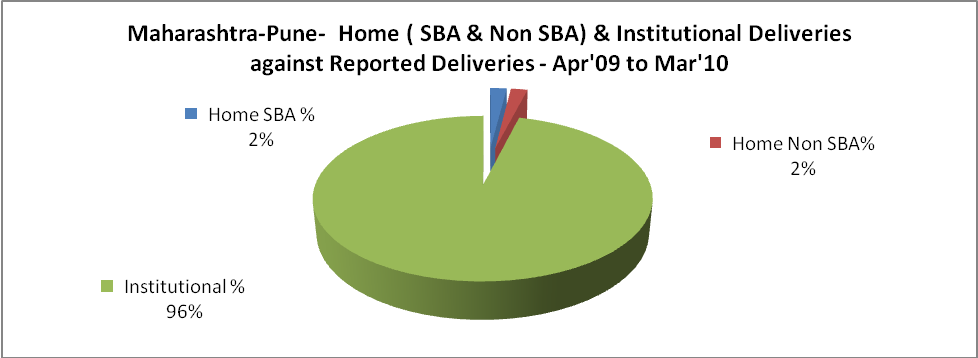 Maharashtra-Pune- Home ( SBA & Non SBA) & Institutional Deliveries
against Reported Deliveries - Apr'09 to Mar'10
Home SBA %
2%
Home Non SBA%
2%
Institutional %
96%